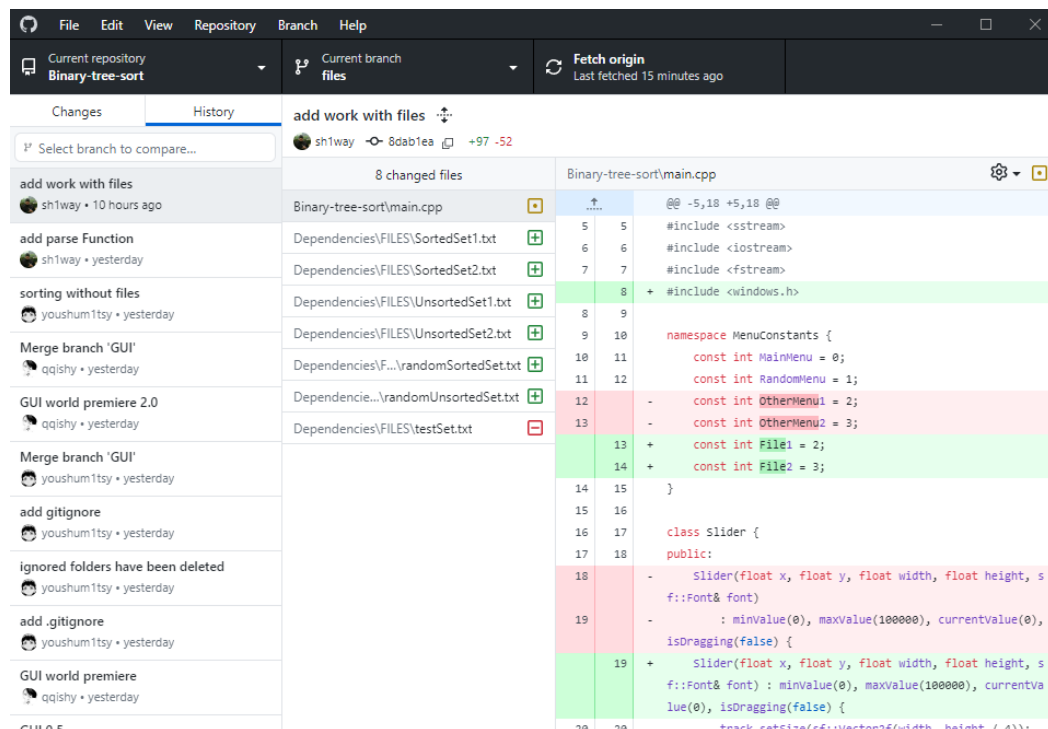 File Edit View Repository Branch Help
Current repository
Binary-tree-sort
Current branch
files
Fetch origin
Last fetched 15 minutes ago
Changes History
Select branch to compare...
add work with files
sh1way • 10 hours ago
add parse Function
sh1way • yesterday
sorting without files
youshum1tsy • yesterday
Merge branch 'GUI'
qqishy • yesterday
GUI world premiere 2.0
qqishy • yesterday
Merge branch 'GUI'
youshum1tsy • yesterday
add gitignore
youshum1tsy • yesterday
ignored folders have been deleted
youshum1tsy • yesterday
add .gitignore
youshum1tsy • yesterday
GUI world premiere
qqishy • yesterday
GUI 0.5
add work with files
sh1way 8dab1ea +97 -52
8 changed files
Binary-tree-sort\main.cpp
Dependencies\FILES\SortedSet1.txt
Dependencies\FILES\SortedSet2.txt
Dependencies\FILES\UnsortedSet1.txt
Dependencies\FILES\UnsortedSet2.txt
Dependencies\F...\randomSortedSet.txt
Dependencie...\randomUnsortedSet.txt
Dependencies\FILES\testSet.txt
Binary-tree-sort\main.cpp
@@ -5,18 +5,18 @@
5 5 #include <sstream>
6 6 #include <iostream>
7 7 #include <fstream>
8 + #include <windows.h>
8 9
9 10 namespace MenuConstants {
10 11 const int MainMenu = 0;
11 12 const int RandomMenu = 1;
12 - const int OtherMenu1 = 2;
13 - const int OtherMenu2 = 3;
13 + const int File1 = 2;
14 + const int File2 = 3;
14 15 }
15 16
16 17 class Slider {
17 18 public:
18 - Slider(float x, float y, float width, float height, s
f::Font& font)
19 - : minValue(0), maxValue(100000), currentValue(0),
isDragging(false) {
19 + Slider(float x, float y, float width, float height, s
f::Font& font) : minValue(0), maxValue(100000), currentVa
lue(0), isDragging(false) {
20 20 track.setSize(sf::Vector2f(width, height / 4));